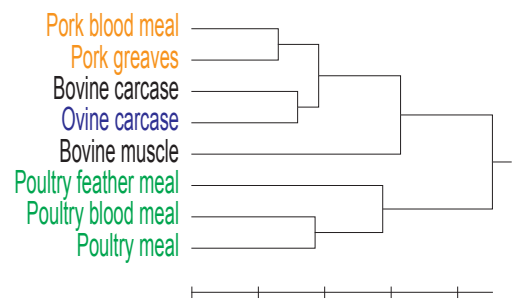 Pork blood meal
Pork greaves
Bovine carcase
Ovine carcase
Bovine muscle
Poultry feather meal
Poultry blood meal
Poultry meal